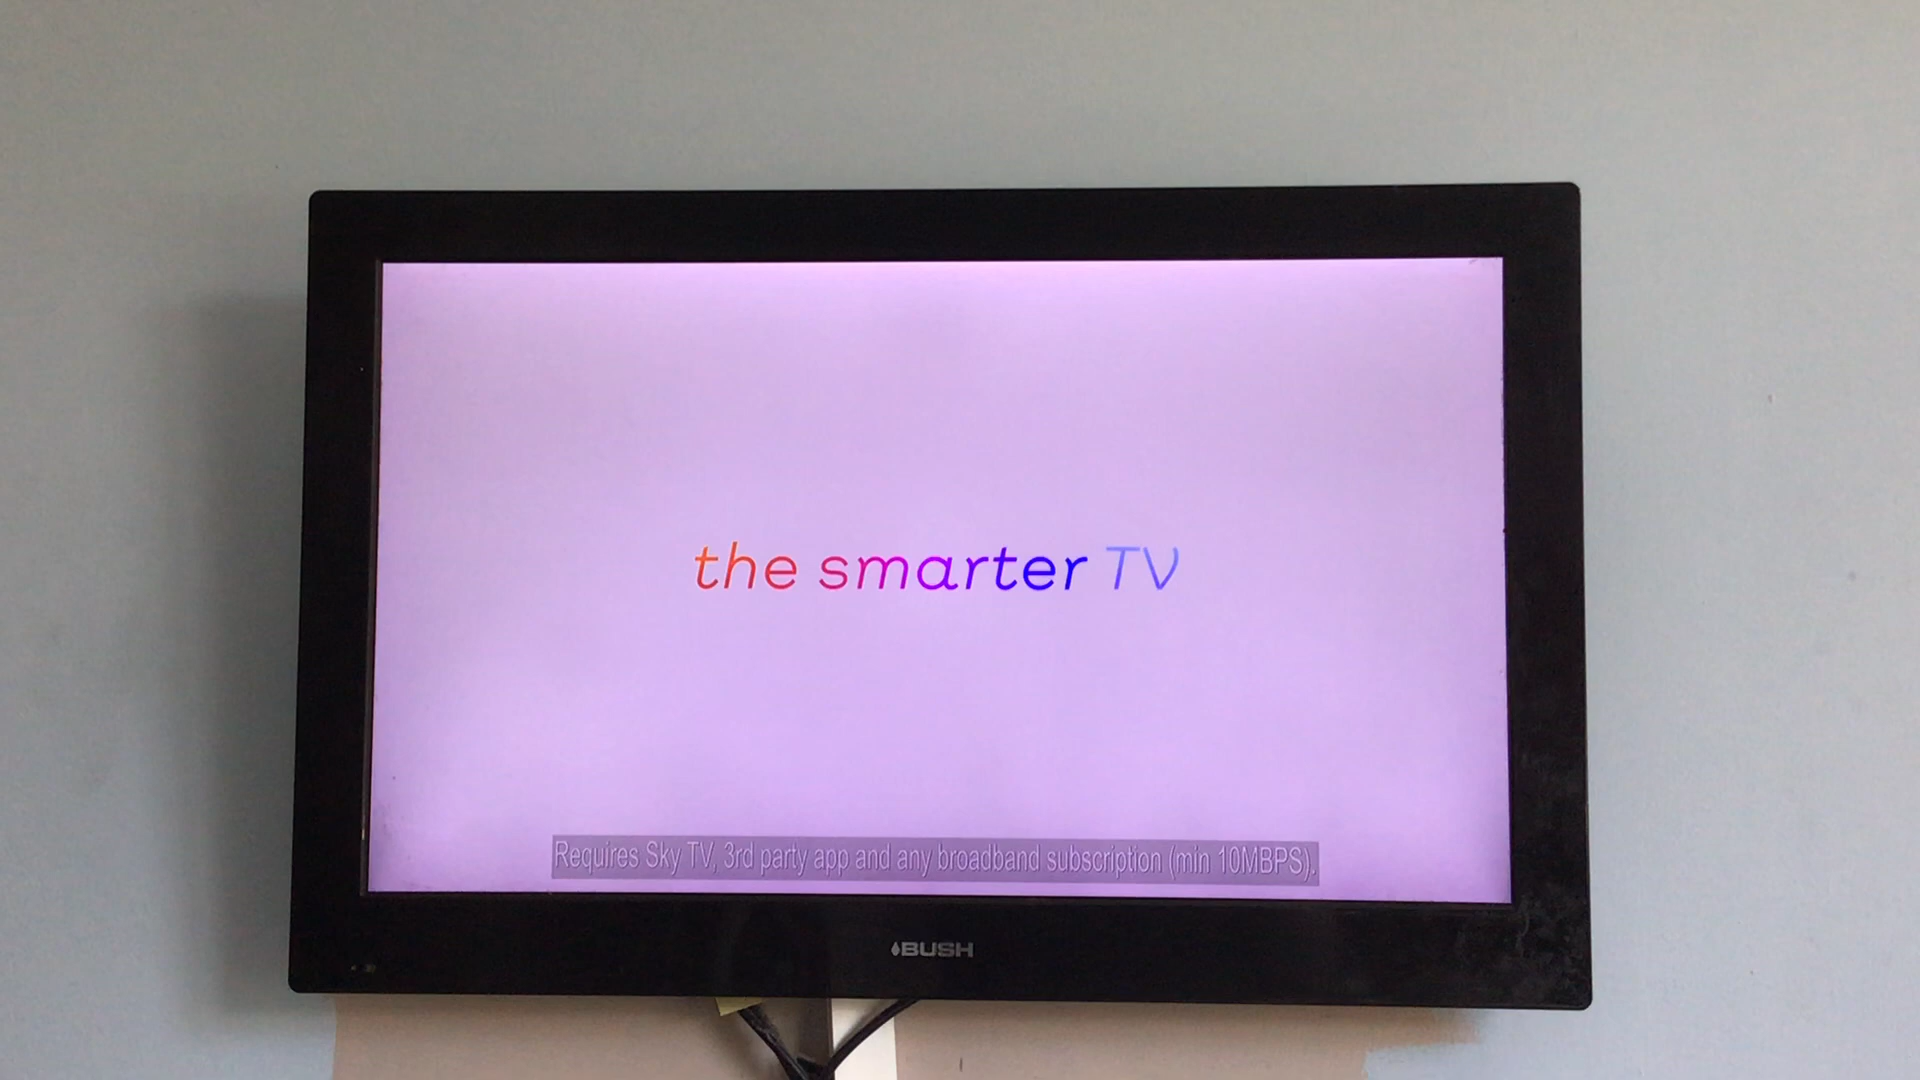 the smarter TV
Requires Sky TV, 3rd party app and any broadband subscription (min 10MBPS).
BUSH